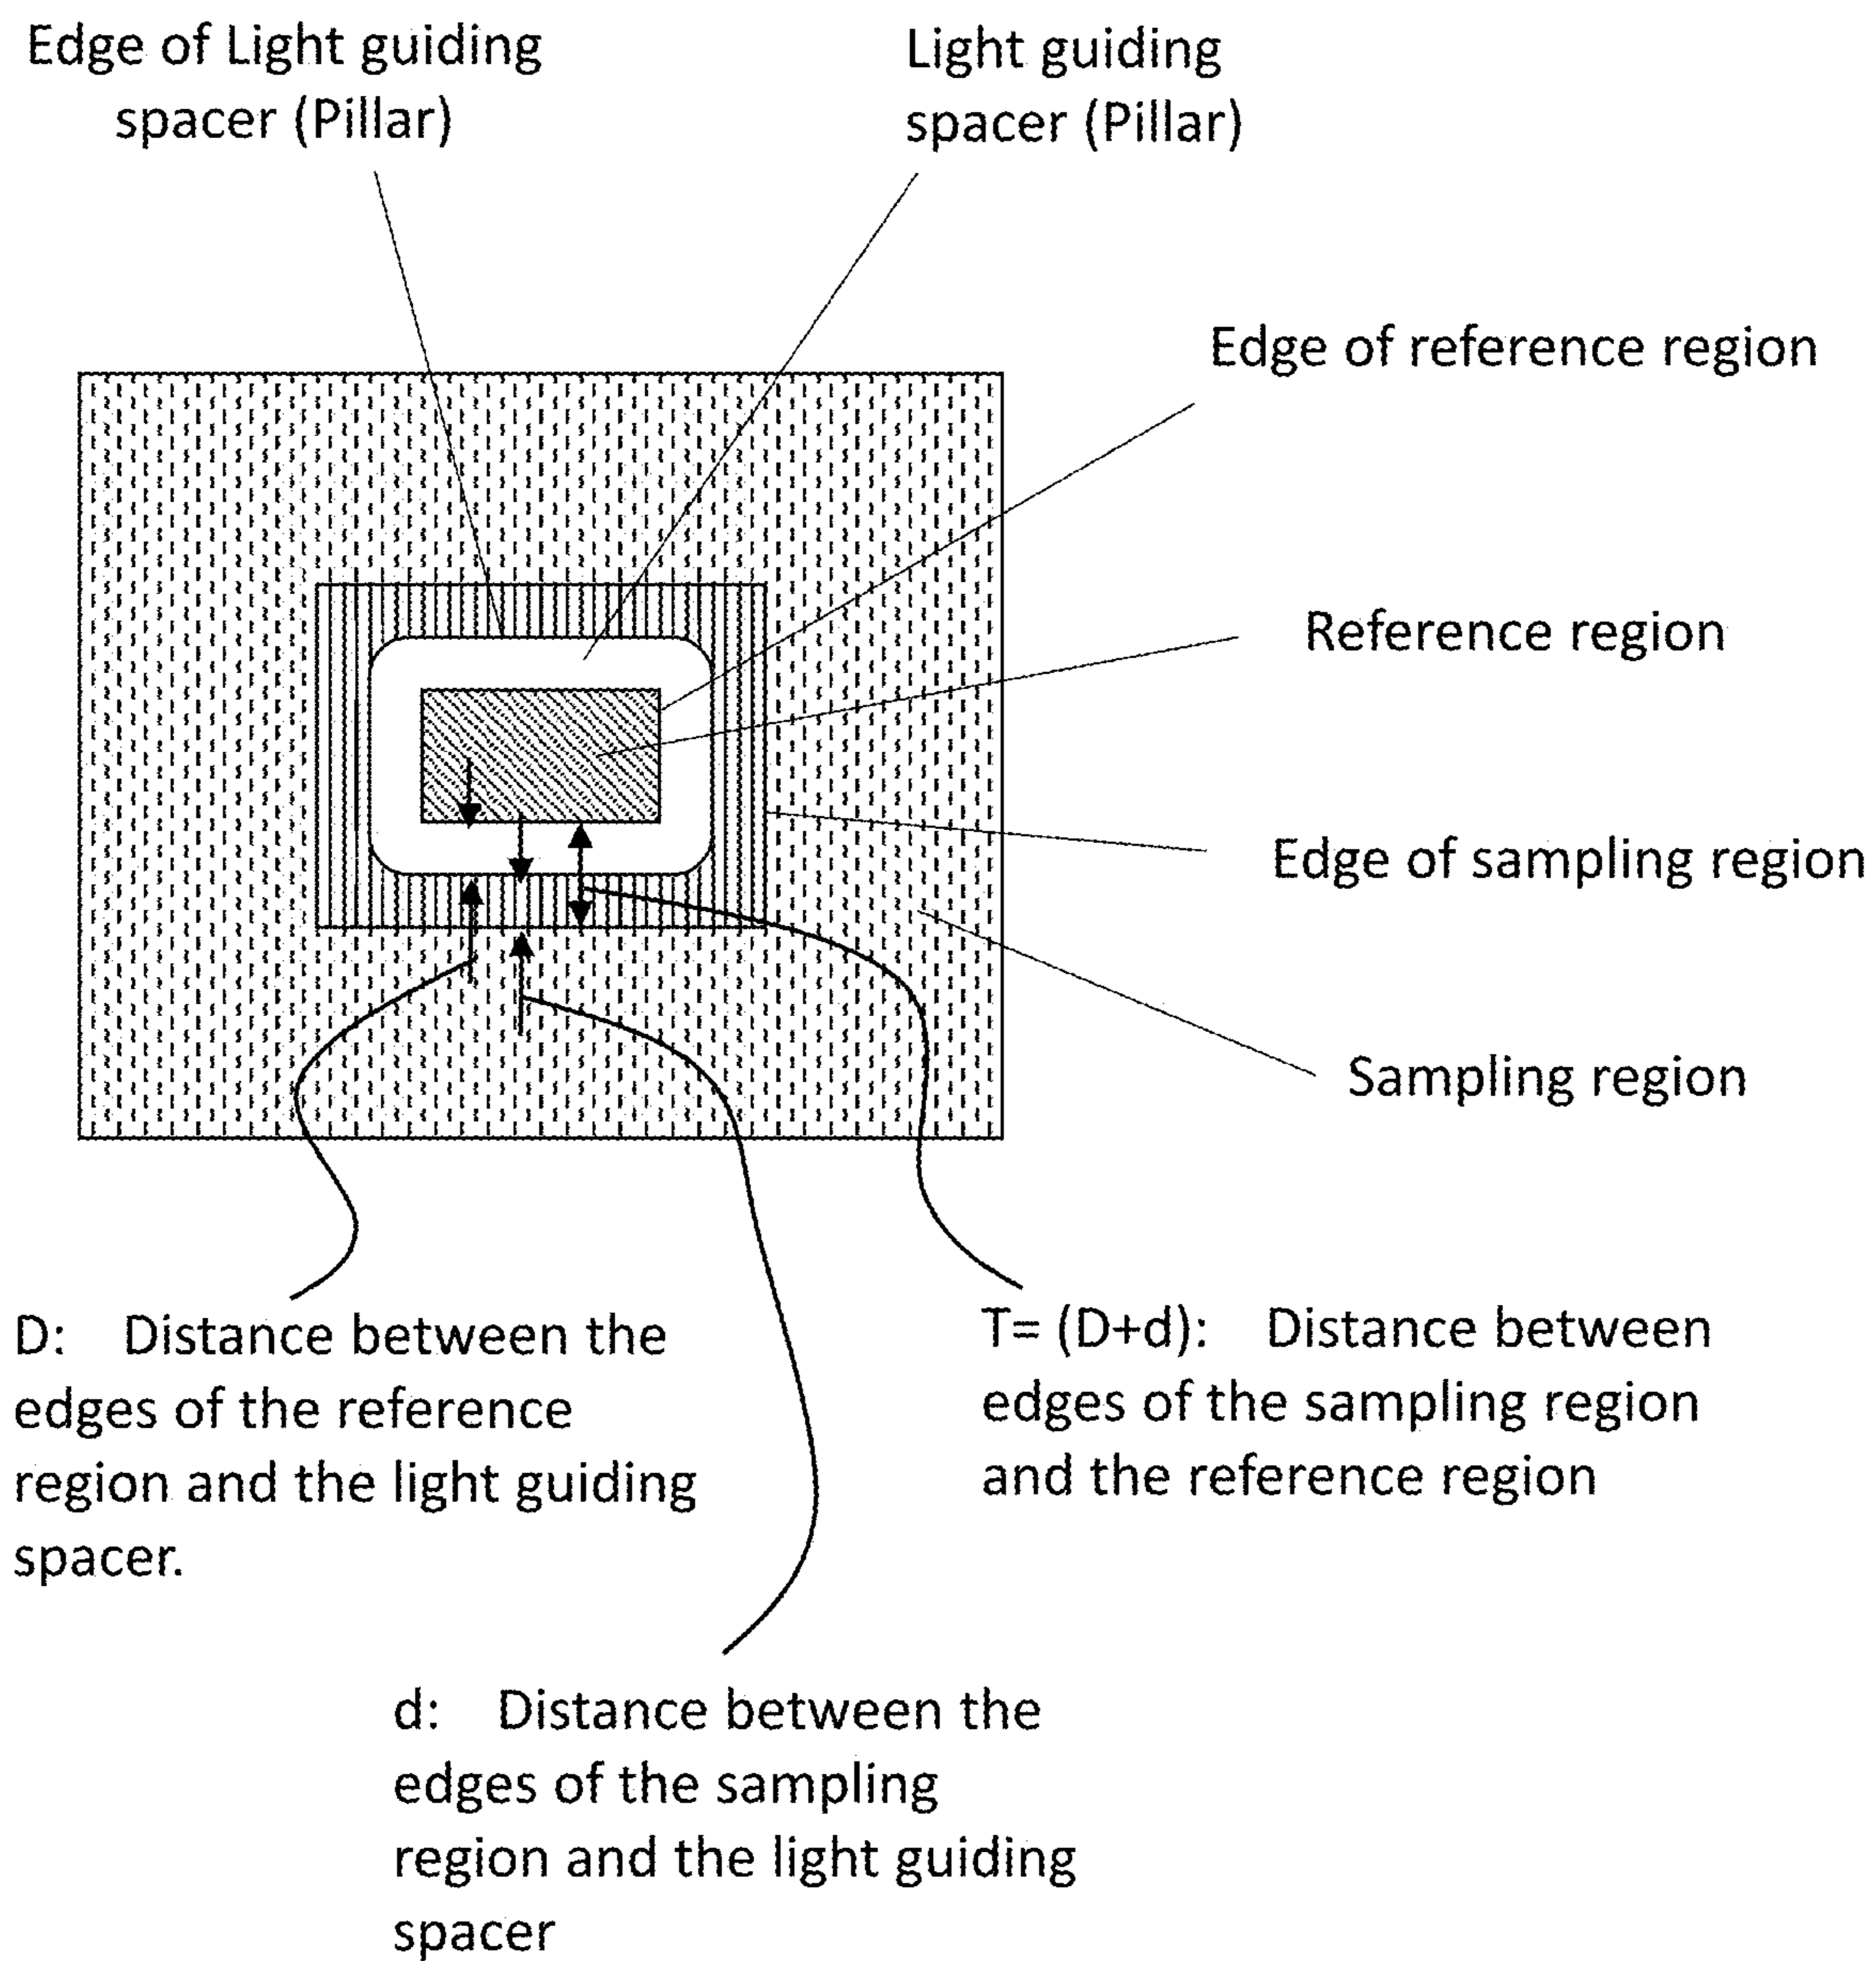 Edge of Light guiding
spacer (Pillar)
Light guiding
spacer (Pillar)
Edge of reference region
Reference region
Edge of sampling region
Sampling region
D: Distance between the
edges of the reference
region and the light guiding
spacer.
T= (D+d): Distance between
edges of the sampling region
and the reference region
d: Distance between the
edges of the sampling
region and the light guiding
spacer